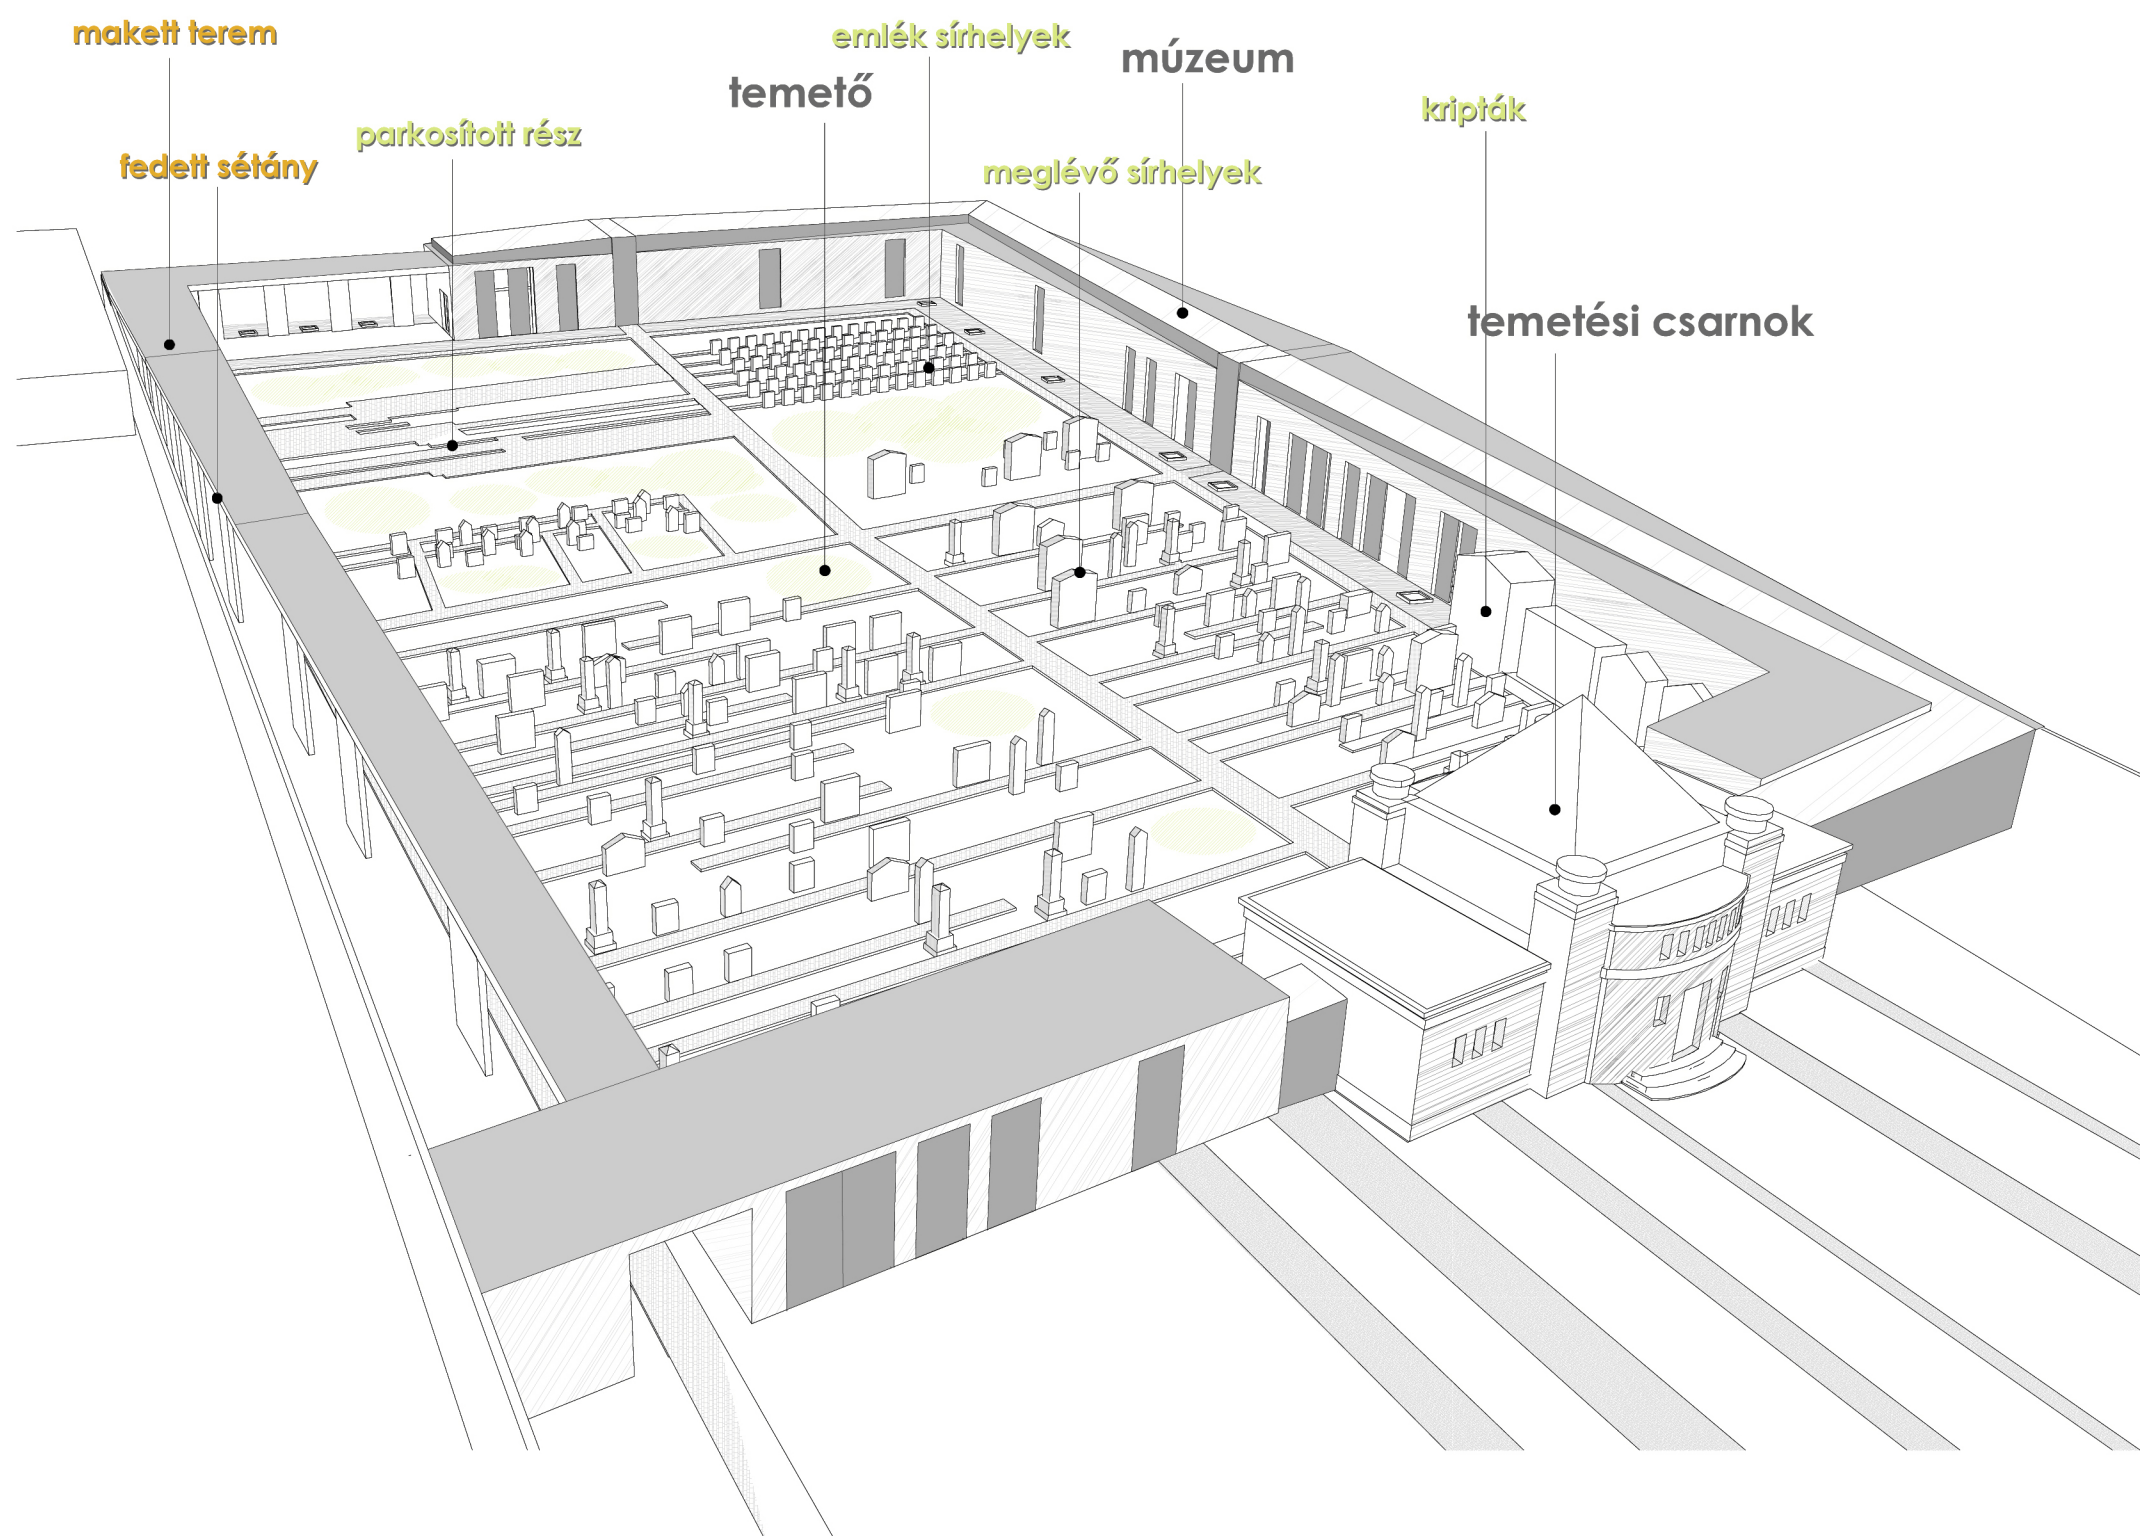 makett terem
emlék sírhelyek
múzeum
temető
kripták
parkosított rész
fedett sétány
meglévő sírhelyek
temetési csarnok